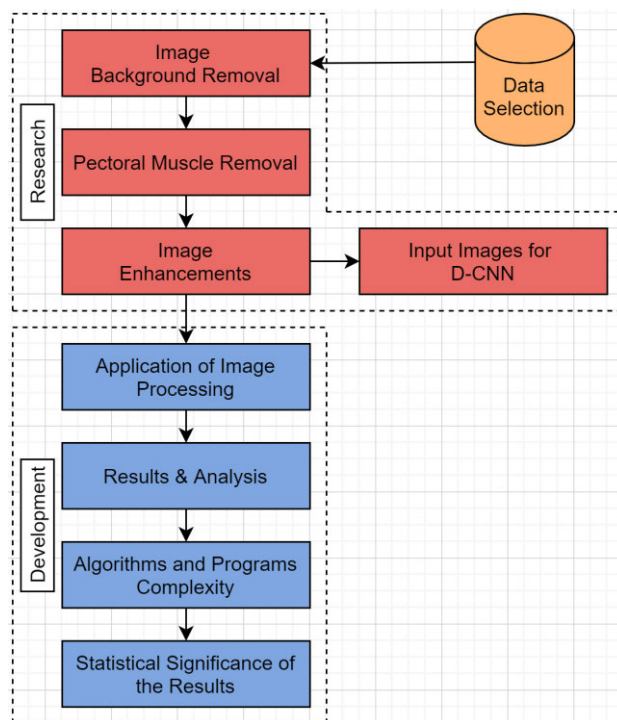 Image
Background Removal
Data
Selection
Research
Pectoral Muscle Removal
Image
Enhancements
Input Images for
D-CNN
Application of Image
Processing
Results & Analysis
Development
Algorithms and Programs
Complexity
Statistical Significance of
the Results